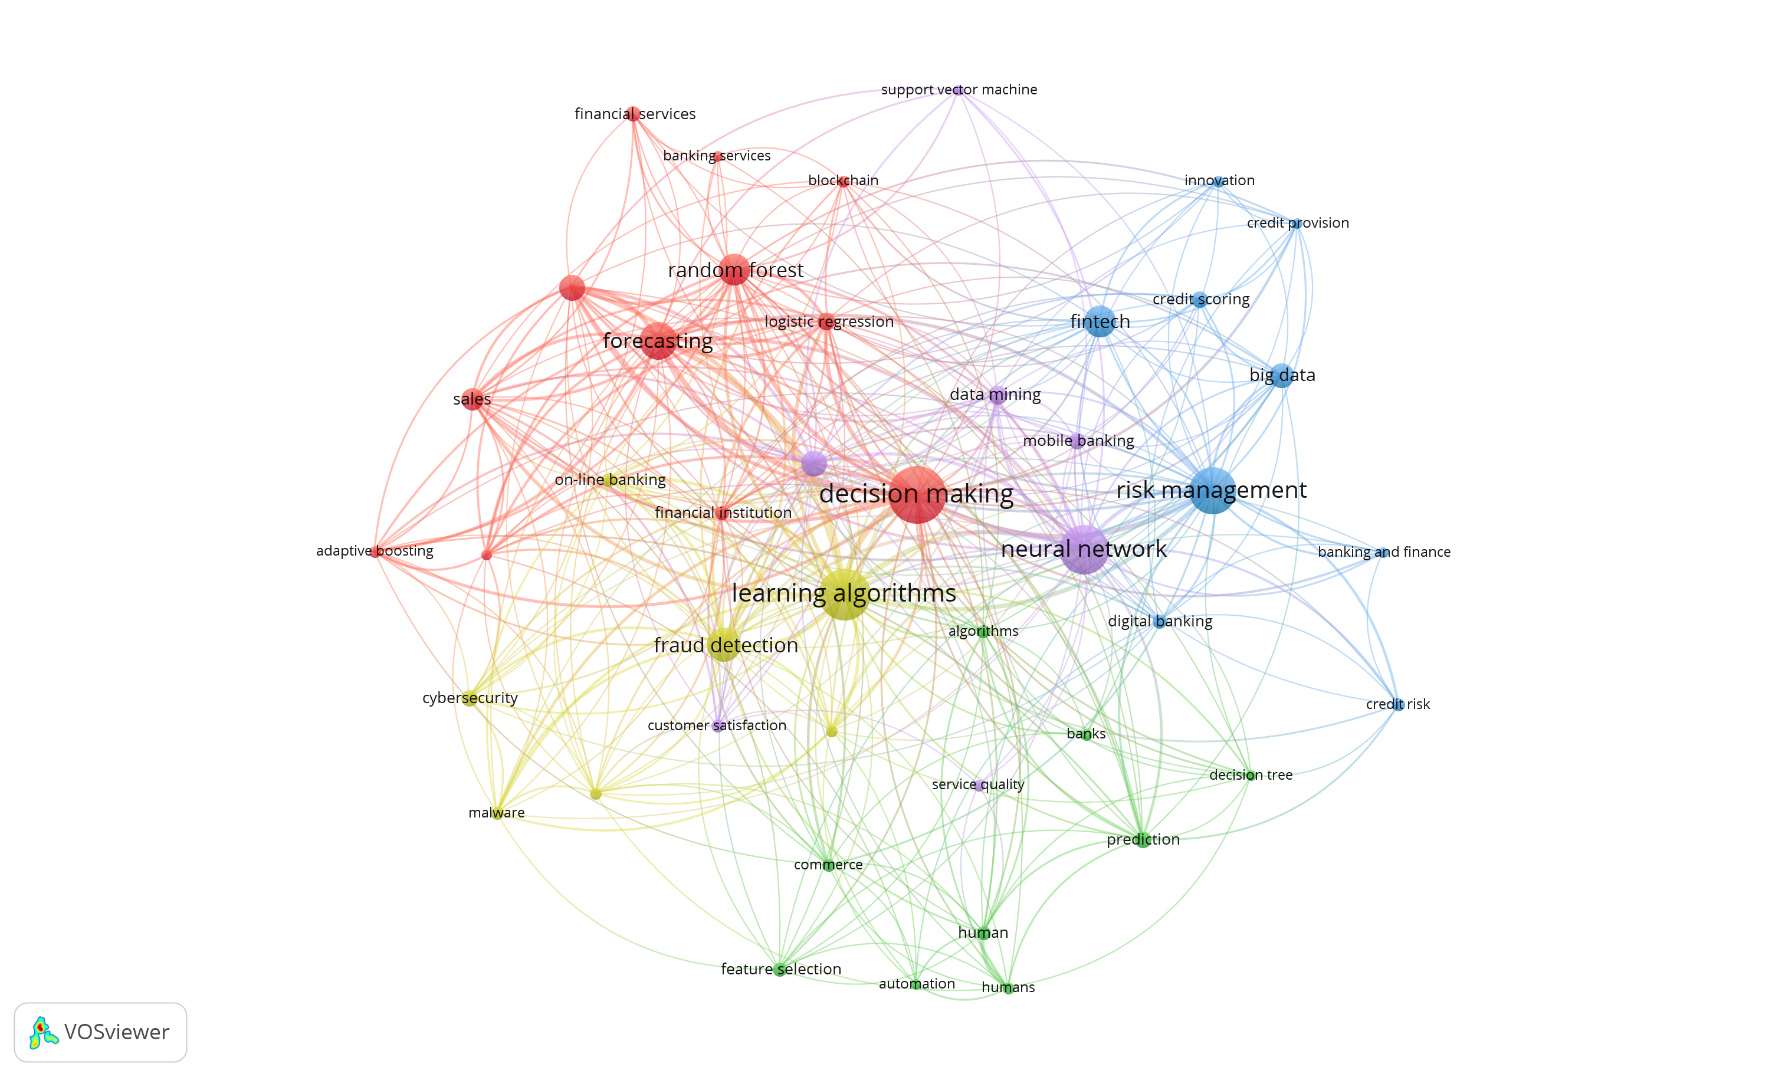 support vector machine
financial services
banking services
blockchain
innovation
credit provision
random forest
credit scoring
logistic regression
fintech
forecasting
big data
data mining
sales
mobile banking
on-line banking
decision making
risk management
financial institution
neural network
adaptive boosting
banking and finance
learning algorithms
digital banking
algorithms
fraud detection
cybersecurity
credit risk
customer satisfaction
banks
decision tree
service quality
malware
prediction
commerce
human
feature selection
automation
humans
VOSviewer